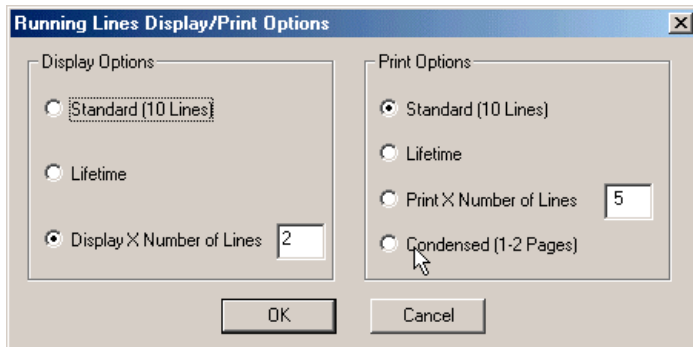 Running Lines Display/Print Options
Display Options
Standard (10 Lines)
Lifetime
Display X Number of Lines 2
Print Options
Standard (10 Lines)
Lifetime
Print X Number of Lines 5
Condensed (1-2 Pages)
OK
Cancel